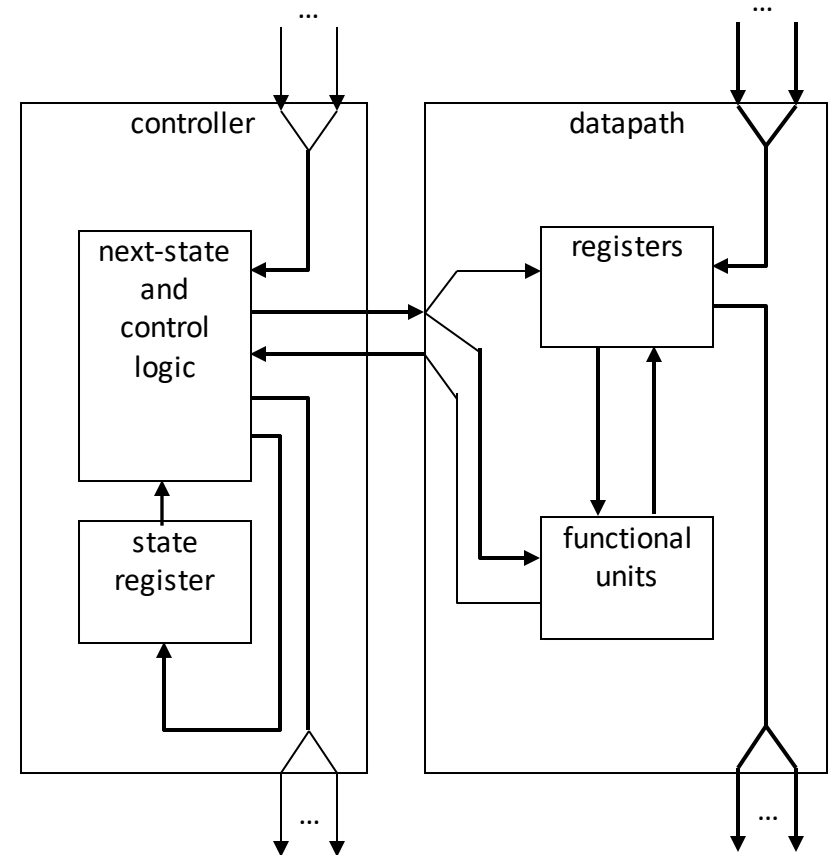 ...
...
controller
datapath
next-state
and
control
logic
registers
state
register
functional
units
...
...